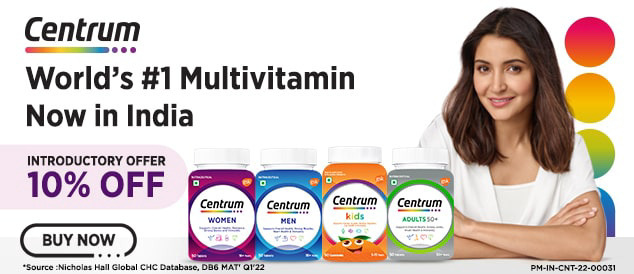 Centrum
World's #1 Multivitamin
Now in India
INTRODUCTORY OFFER
10% OFF
Centrum
WOMEN
Centrum
MEN
Centrum
kids
Centrum
ADULTS 50+
BUY NOW
*Source :Nicholas Hall Global CHC Database, DB6 MAT' Q1'22
PM-IN-CNT-22-00031